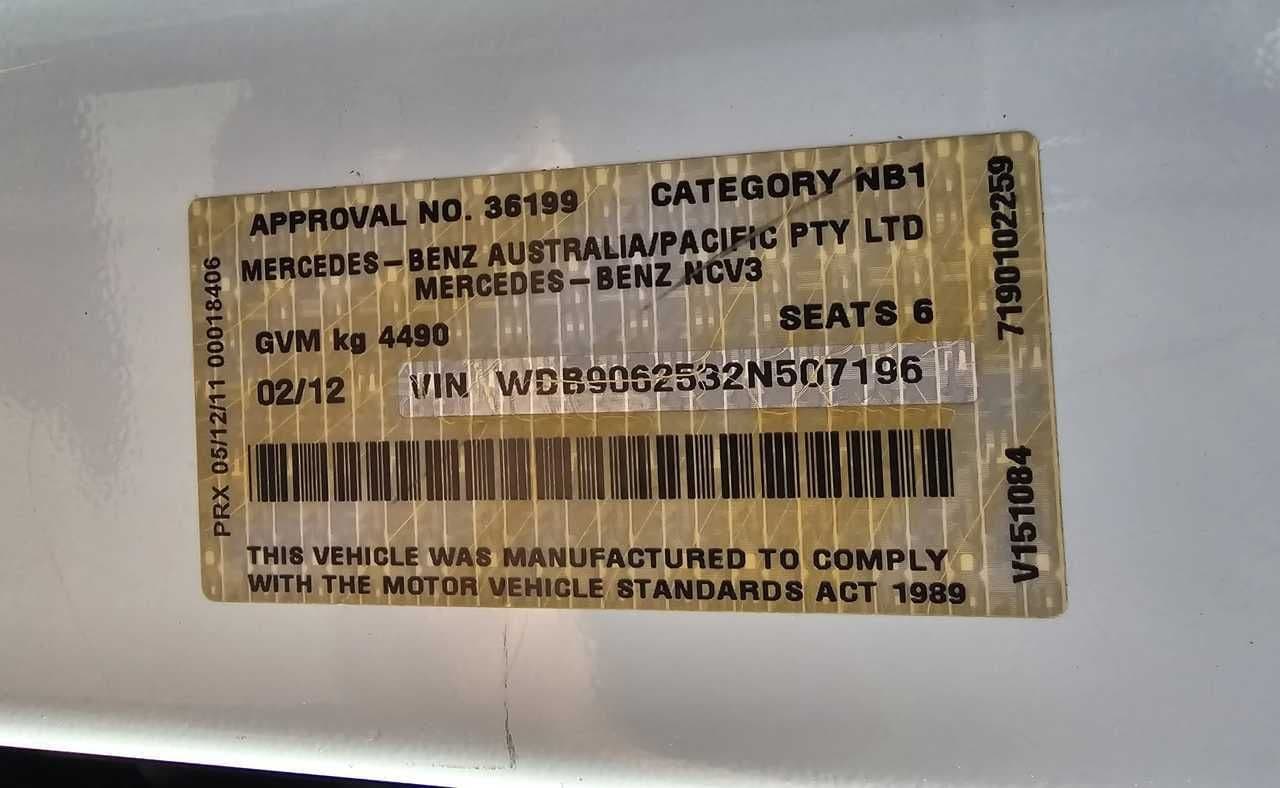 APPROVAL NO. 36199 CATEGORY NB1
MERCEDES-BENZ AUSTRALIA/PACIFIC PTY LTD
MERCEDES-BENZ NCV3
GVM kg 4490 SEATS 6
02/12 VIN WDB9062532N507196
THIS VEHICLE WAS MANUFACTURED TO COMPLY
WITH THE MOTOR VEHICLE STANDARDS ACT 1989
PRX 05/12/11 00018406
7190102259
V151084